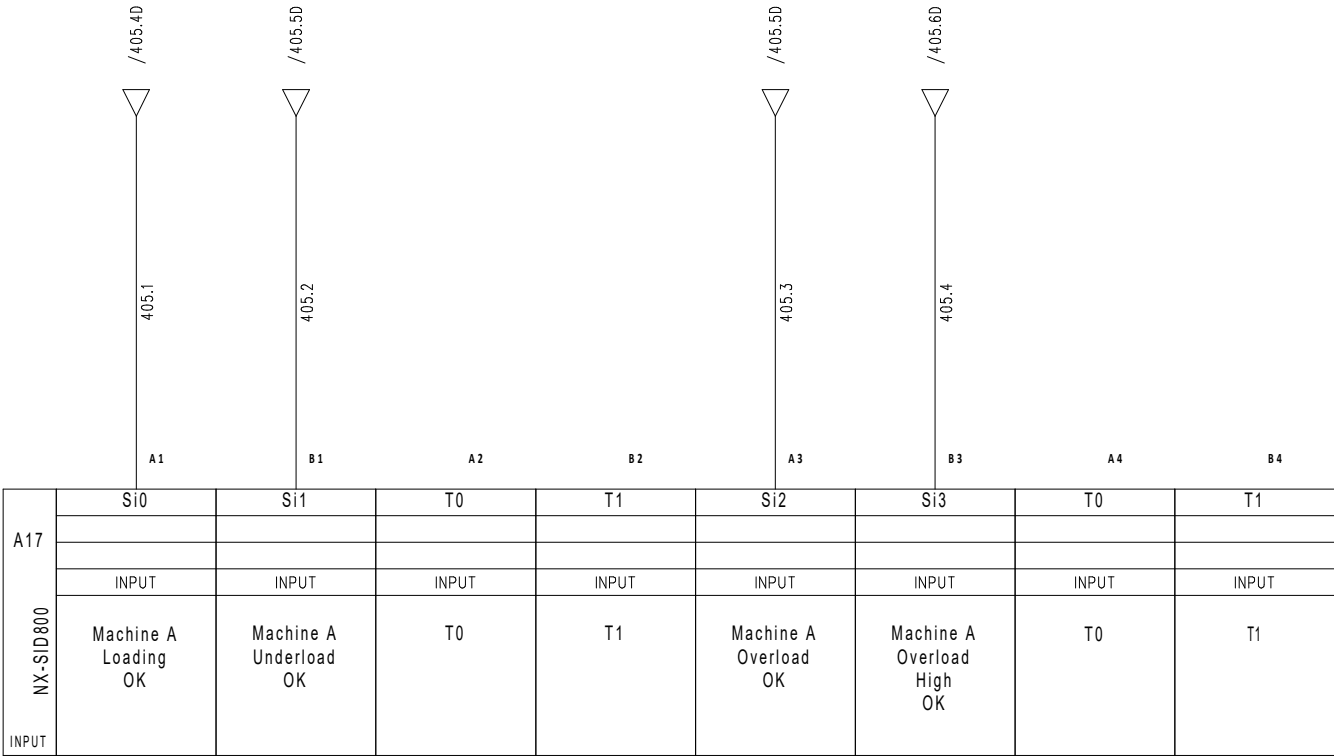 /405.4D
/405.5D
/405.5D
/405.6D
405.1
405.2
405.3
405.4
A1
B1
A2
B2
A3
B3
A4
B4
A17
Si0
Si1
T0
T1
Si2
Si3
T0
T1
INPUT
INPUT
INPUT
INPUT
INPUT
INPUT
INPUT
INPUT
NX-SID800
INPUT
Machine A
Loading
OK
Machine A
Underload
OK
T0
T1
Machine A
Overload
OK
Machine A
Overload
High
OK
T0
T1